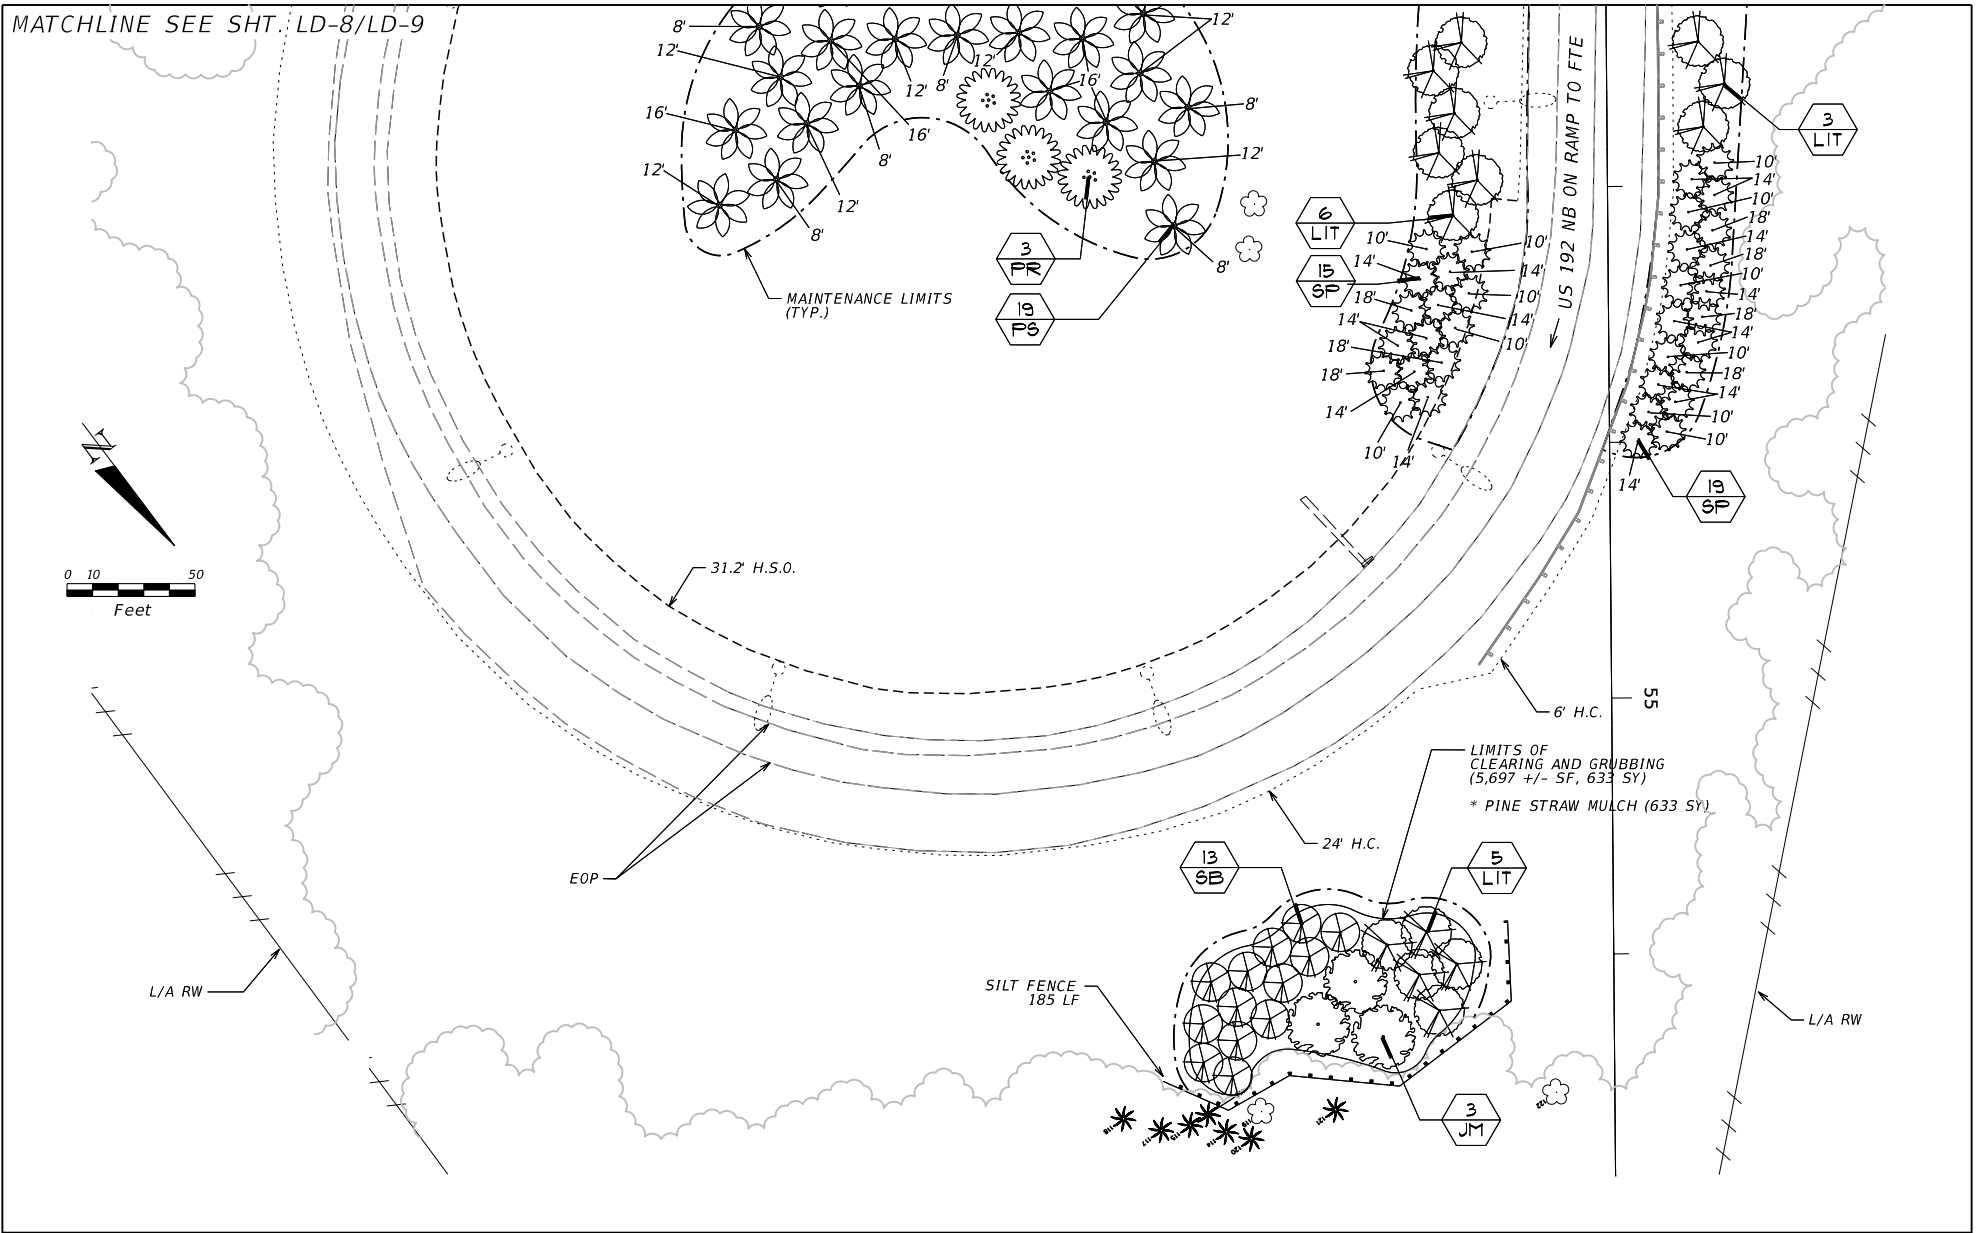 MATCHLINE SEE SHT. LD-8/LD-9
8'
12'
12'
12'
16'
12'
8'
16'
8'
16'
8'
12'
12'
12'
8'
8'
3
PR
19
PS
MAINTENANCE LIMITS
(TYP.)
US 192 NB ON RAMP TO FTE
3
LIT
6
LIT
15
SP
10'
14'
18'
14'
18'
18'
14'
10'
14'
10'
14'
10'
14'
10'
10'
14'
10'
18'
14'
18'
10'
14'
18'
14'
10'
18'
14'
10'
10'
14'
19
SP
N
0 10 50
Feet
31.2' H.S.O.
55
6' H.C.
LIMITS OF
CLEARING AND GRUBBING
(5,697 +/- SF, 633 SY)
* PINE STRAW MULCH (633 SY)
24' H.C.
EOP
13
SB
5
LIT
SILT FENCE
185 LF
L/A RW
L/A RW
3
JM
117
120
121
122